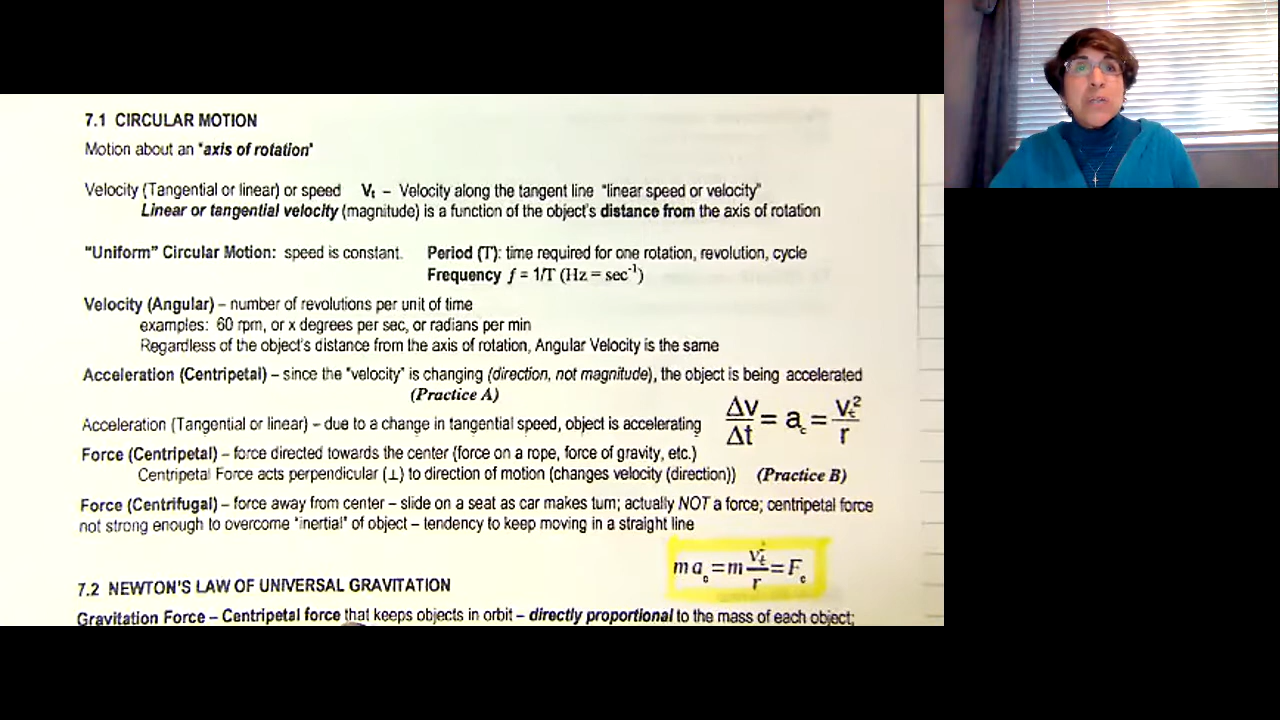 7.1 CIRCULAR MOTION
Motion about an "axis of rotation"
Velocity (Tangential or linear) or speed Vt – Velocity along the tangent line "linear speed or velocity"
Linear or tangential velocity (magnitude) is a function of the object's distance from the axis of rotation
"Uniform" Circular Motion: speed is constant. Period (T): time required for one rotation, revolution, cycle
Frequency f = 1/T (Hz = sec⁻¹)
Velocity (Angular) – number of revolutions per unit of time
examples: 60 rpm, or x degrees per sec, or radians per min
Regardless of the object's distance from the axis of rotation, Angular Velocity is the same
Acceleration (Centripetal) – since the "velocity" is changing (direction, not magnitude), the object is being accelerated
(Practice A)
Acceleration (Tangential or linear) – due to a change in tangential speed, object is accelerating
Δv/Δt = a_c = v_t²/r
Force (Centripetal) – force directed towards the center (force on a rope, force of gravity, etc.)
Centripetal Force acts perpendicular (⊥) to direction of motion (changes velocity (direction)) (Practice B)
Force (Centrifugal) – force away from center – slide on a seat as car makes turn; actually NOT a force; centripetal force
not strong enough to overcome "inertial" of object – tendency to keep moving in a straight line
m a_c = m v_t²/r = F_c
7.2 NEWTON'S LAW OF UNIVERSAL GRAVITATION
Gravitation Force – Centripetal force that keeps objects in orbit – directly proportional to the mass of each object;